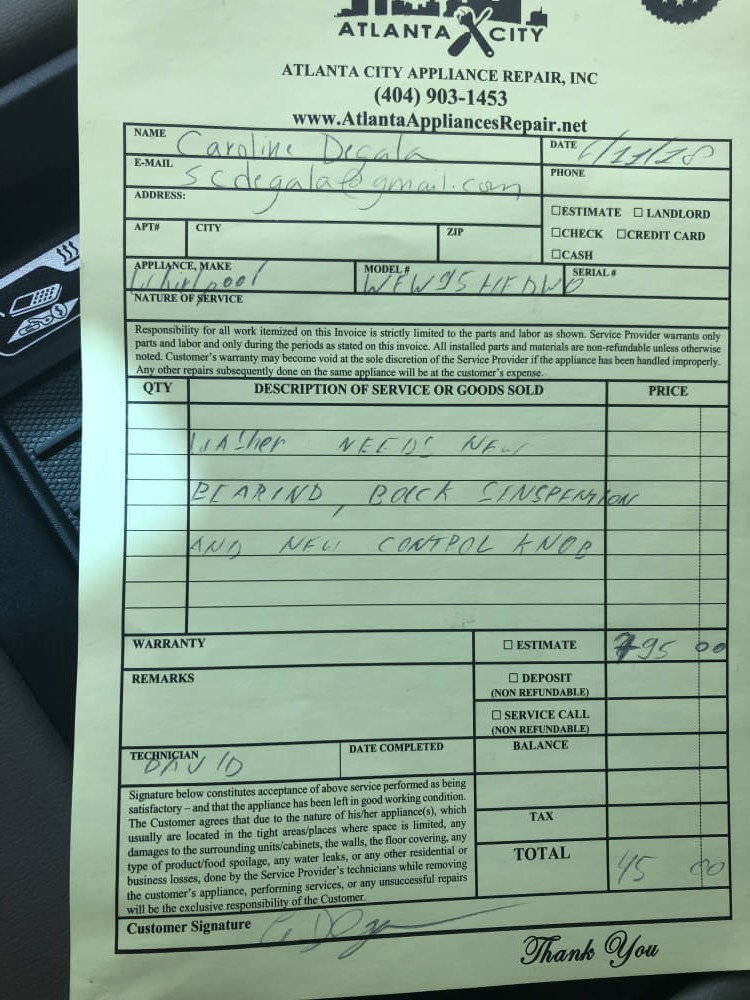 ATLANTA CITY
ATLANTA CITY APPLIANCE REPAIR, INC
(404) 903-1453
www.AtlantaAppliancesRepair.net
NAME Caroline Degala
DATE 6/11/18
E-MAIL scdegala@gmail.com
PHONE
ADDRESS:
☐ESTIMATE ☐ LANDLORD
APT# CITY ZIP
☐CHECK ☐CREDIT CARD
☐CASH
APPLIANCE, MAKE Whirlpool
MODEL # WFW95HEDW0
SERIAL #
NATURE OF SERVICE
Responsibility for all work itemized on this Invoice is strictly limited to the parts and labor as shown. Service Provider warrants only
parts and labor and only during the periods as stated on this invoice. All installed parts and materials are non-refundable unless otherwise
noted. Customer's warranty may become void at the sole discretion of the Service Provider if the appliance has been handled improperly.
Any other repairs subsequently done on the same appliance will be at the customer's expense.
QTY DESCRIPTION OF SERVICE OR GOODS SOLD PRICE
WASher NEEDS NEW
BEARIND, BACK SINSPENTION
AND NEW CONTROL KNOB
WARRANTY
☐ ESTIMATE 795 00
REMARKS
☐ DEPOSIT
(NON REFUNDABLE)
☐ SERVICE CALL
(NON REFUNDABLE)
TECHNICIAN DAVID
DATE COMPLETED
BALANCE
Signature below constitutes acceptance of above service performed as being
satisfactory – and that the appliance has been left in good working condition.
The Customer agrees that due to the nature of his/her appliance(s), which
usually are located in the tight areas/places where space is limited, any
damages to the surrounding units/cabinets, the walls, the floor covering, any
type of product/food spoilage, any water leaks, or any other residential or
business losses, done by the Service Provider's technicians while removing
the customer's appliance, performing services, or any unsuccessful repairs
will be the exclusive responsibility of the Customer.
TAX
TOTAL 45 00
Customer Signature
Thank You